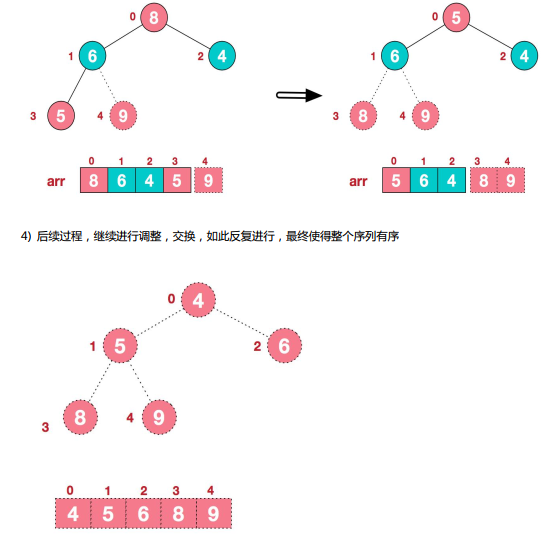 0 8 0 5
1 6 2 4 1 6 2 4
3 5 4 9 3 8 4 9
0 1 2 3 4 0 1 2 3 4
arr 8 6 4 5 9 arr 5 6 4 8 9
4) 后续过程，继续进行调整，交换，如此反复进行，最终使得整个序列有序
0 4
1 5 2 6
3 8 4 9
0 1 2 3 4
4 5 6 8 9